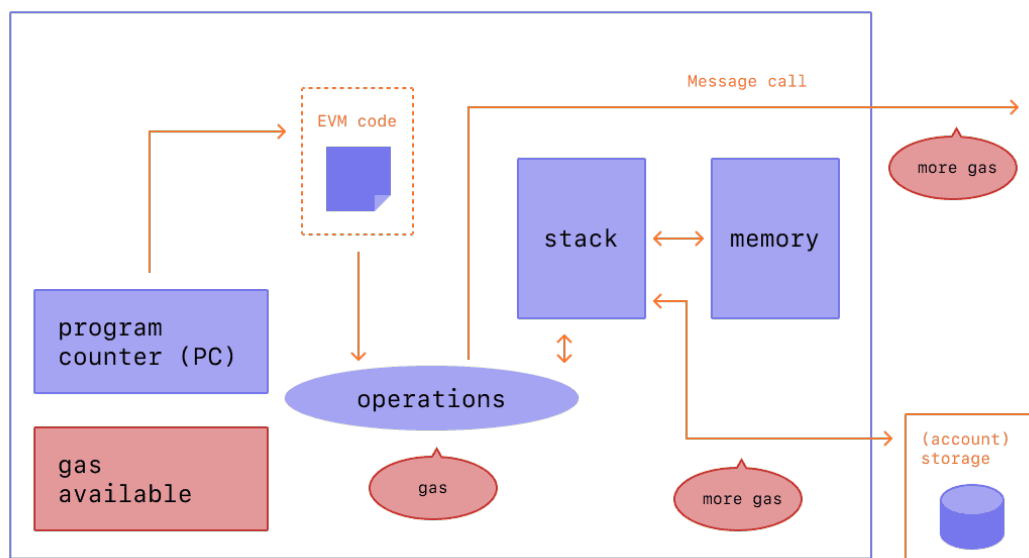 Message call
EVM code
more gas
stack
memory
program
counter (PC)
operations
(account)
storage
gas
available
gas
more gas